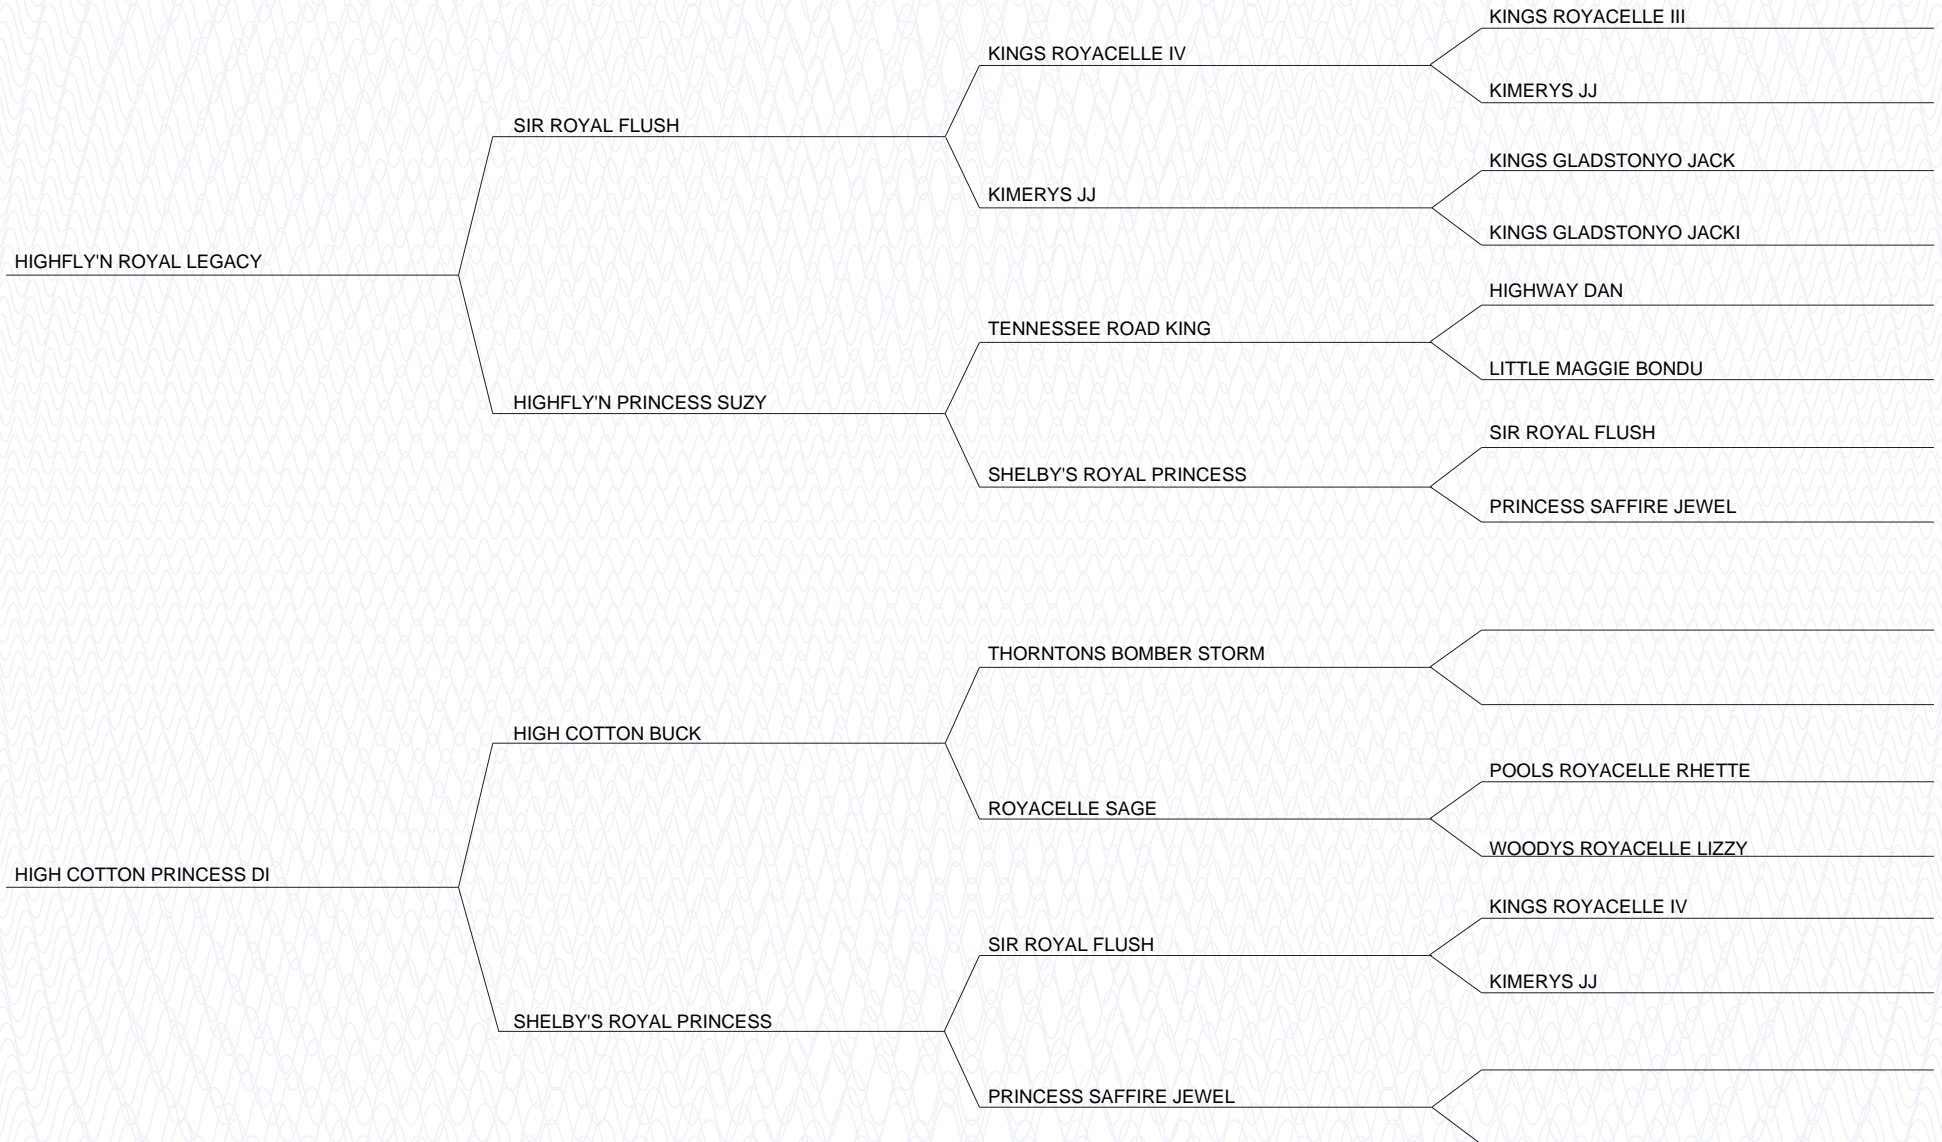 KINGS ROYACELLE III
KINGS ROYACELLE IV
KIMERYS JJ
SIR ROYAL FLUSH
KINGS GLADSTONYO JACK
KIMERYS JJ
KINGS GLADSTONYO JACKI
HIGHFLY'N ROYAL LEGACY
HIGHWAY DAN
TENNESSEE ROAD KING
LITTLE MAGGIE BONDU
HIGHFLY'N PRINCESS SUZY
SIR ROYAL FLUSH
SHELBY'S ROYAL PRINCESS
PRINCESS SAFFIRE JEWEL
THORNTONS BOMBER STORM
HIGH COTTON BUCK
POOLS ROYACELLE RHETTE
ROYACELLE SAGE
WOODYS ROYACELLE LIZZY
HIGH COTTON PRINCESS DI
KINGS ROYACELLE IV
SIR ROYAL FLUSH
KIMERYS JJ
SHELBY'S ROYAL PRINCESS
PRINCESS SAFFIRE JEWEL